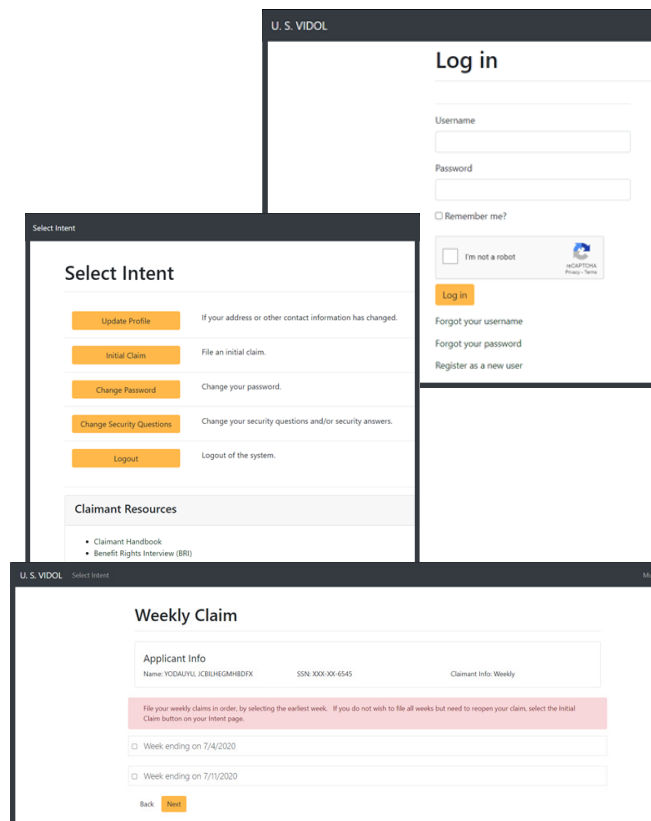 U. S. VIDOL
Log in
Username
Password
Remember me?
I'm not a robot
reCAPTCHA
Privacy - Terms
Log in
Forgot your username
Forgot your password
Register as a new user
Select Intent
Select Intent
Update Profile If your address or other contact information has changed.
Initial Claim File an initial claim.
Change Password Change your password.
Change Security Questions Change your security questions and/or security answers.
Logout Logout of the system.
Claimant Resources
Claimant Handbook
Benefit Rights Interview (BRI)
U. S. VIDOL Select Intent
Weekly Claim
Applicant Info
Name: YODAUYU, JCBILHEGMHBDFX SSN: XXX-XX-6545 Claimant Info: Weekly
File your weekly claims in order, by selecting the earliest week. If you do not wish to file all weeks but need to reopen your claim, select the Initial
Claim button on your Intent page.
Week ending on 7/4/2020
Week ending on 7/11/2020
Back Next